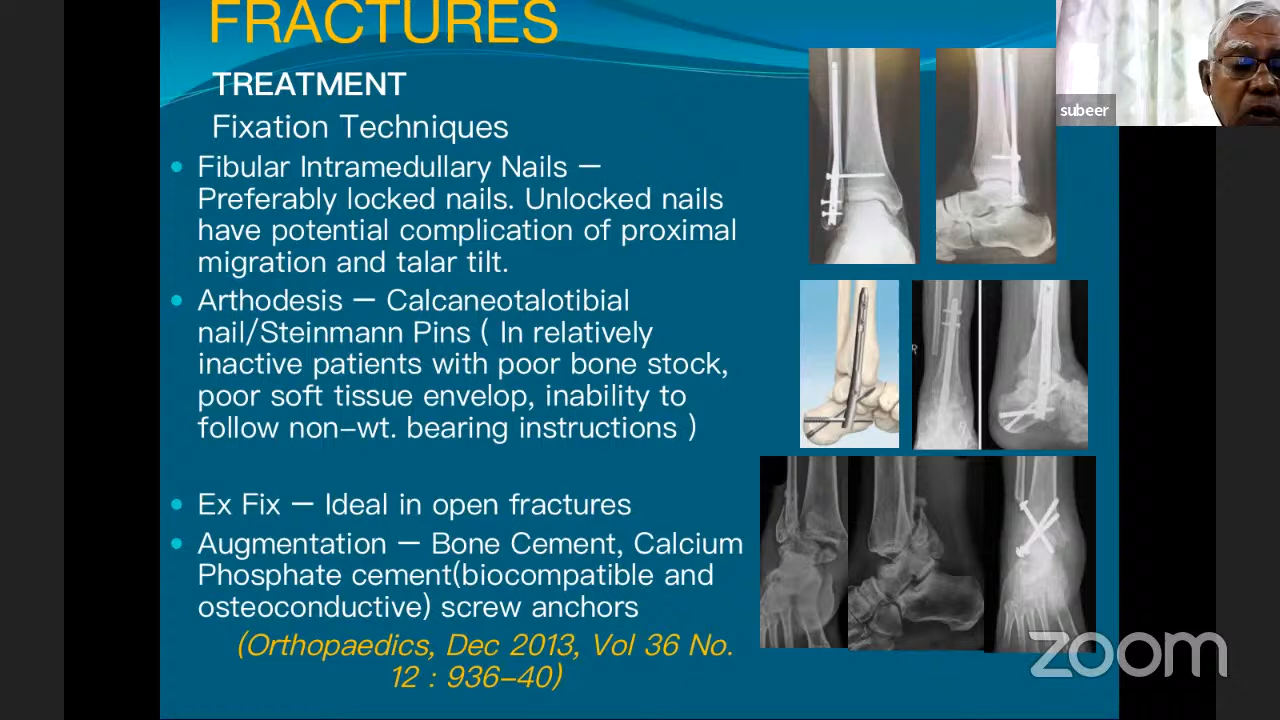 FRACTURES
TREATMENT
Fixation Techniques
Fibular Intramedullary Nails –
Preferably locked nails. Unlocked nails
have potential complication of proximal
migration and talar tilt.
Arthodesis – Calcaneotalotibial
nail/Steinmann Pins ( In relatively
inactive patients with poor bone stock,
poor soft tissue envelop, inability to
follow non-wt. bearing instructions )
Ex Fix – Ideal in open fractures
Augmentation – Bone Cement, Calcium
Phosphate cement(biocompatible and
osteoconductive) screw anchors
(Orthopaedics, Dec 2013, Vol 36 No.
12 : 936-40)
subeer
R
zoom